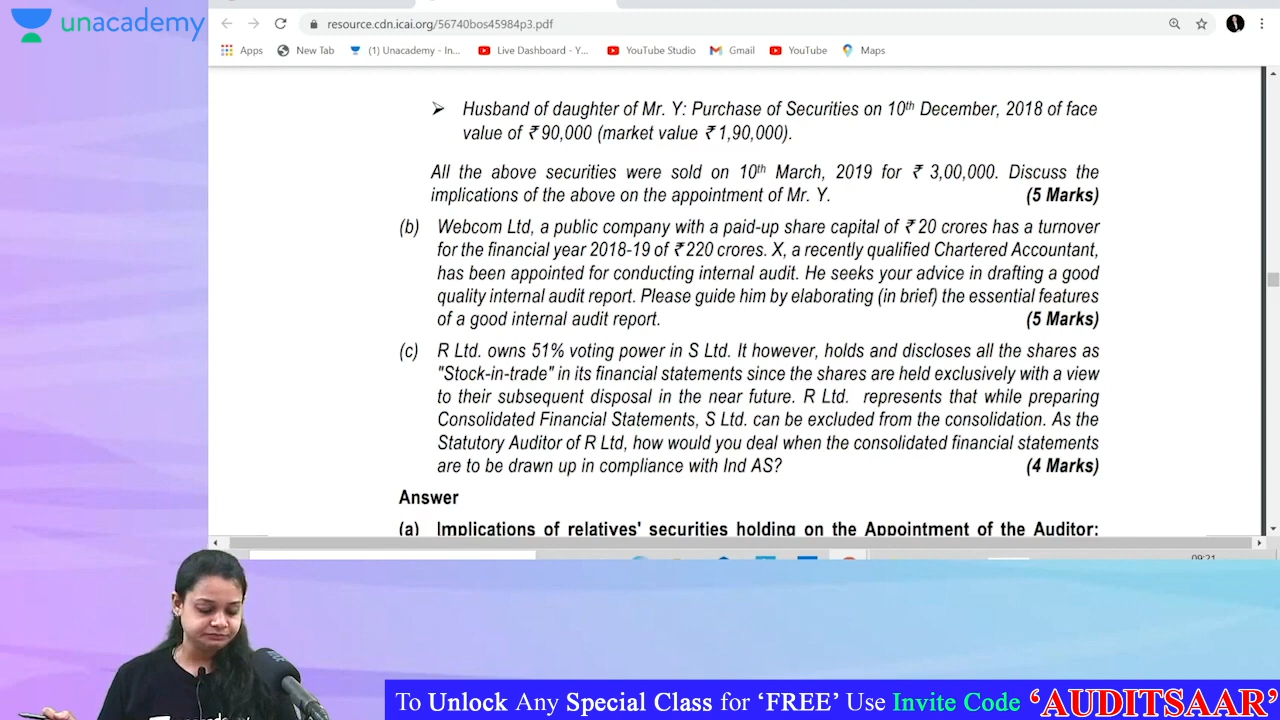 unacademy
resource.cdn.icai.org/56740bos45984p3.pdf
Apps New Tab (1) Unacademy - In... Live Dashboard - Y... YouTube Studio Gmail YouTube Maps
➢ Husband of daughter of Mr. Y: Purchase of Securities on 10th December, 2018 of face
value of ₹ 90,000 (market value ₹ 1,90,000).
All the above securities were sold on 10th March, 2019 for ₹ 3,00,000. Discuss the
implications of the above on the appointment of Mr. Y. (5 Marks)
(b) Webcom Ltd, a public company with a paid-up share capital of ₹ 20 crores has a turnover
for the financial year 2018-19 of ₹ 220 crores. X, a recently qualified Chartered Accountant,
has been appointed for conducting internal audit. He seeks your advice in drafting a good
quality internal audit report. Please guide him by elaborating (in brief) the essential features
of a good internal audit report. (5 Marks)
(c) R Ltd. owns 51% voting power in S Ltd. It however, holds and discloses all the shares as
"Stock-in-trade" in its financial statements since the shares are held exclusively with a view
to their subsequent disposal in the near future. R Ltd. represents that while preparing
Consolidated Financial Statements, S Ltd. can be excluded from the consolidation. As the
Statutory Auditor of R Ltd, how would you deal when the consolidated financial statements
are to be drawn up in compliance with Ind AS? (4 Marks)
Answer
(a) Implications of relatives' securities holding on the Appointment of the Auditor:
09:21
To Unlock Any Special Class for ‘FREE’ Use Invite Code ‘AUDITSAAR’